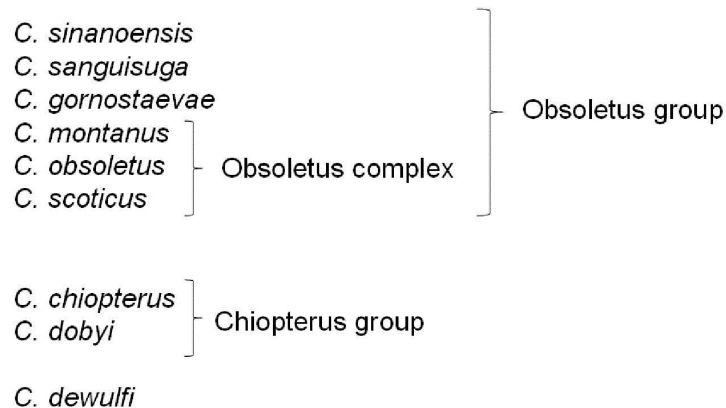 C. sinanoensis
C. sanguisuga
C. gornostaevae
C. montanus
C. obsoletus
C. scoticus
Obsoletus complex
Obsoletus group
C. chiopterus
C. dobyi
Chiopterus group
C. dewulfi